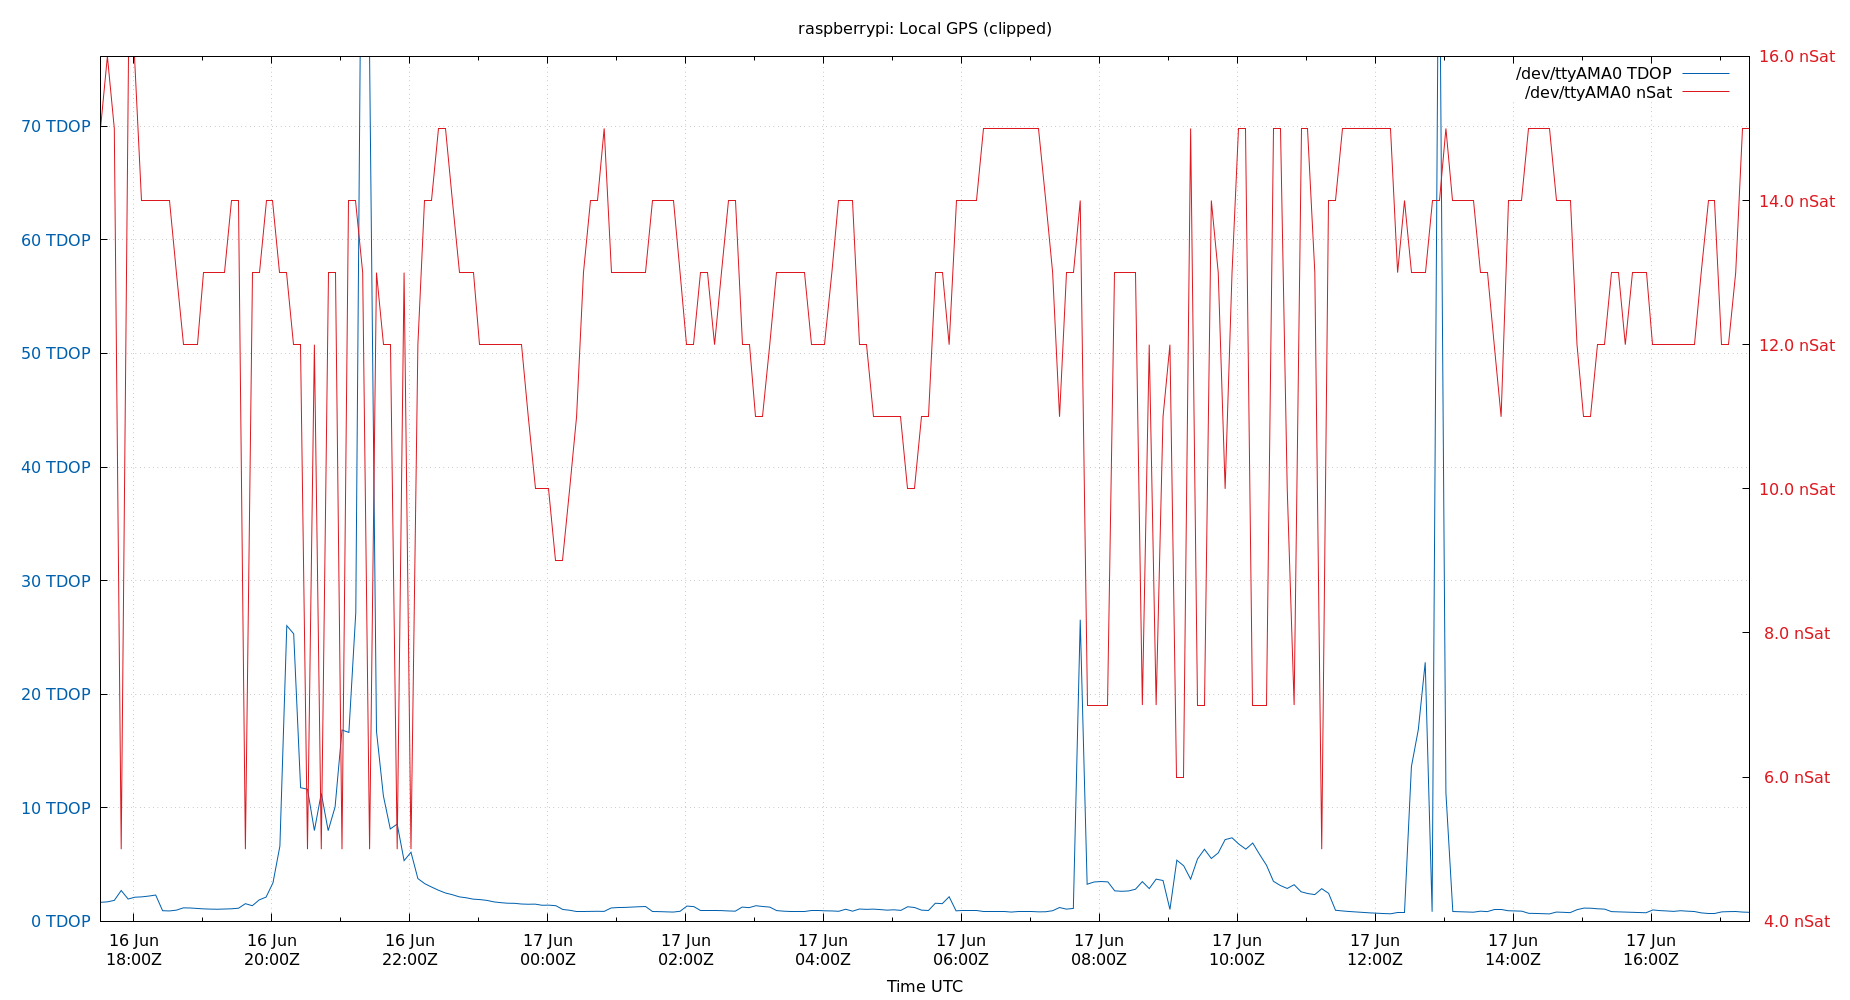 raspberrypi: Local GPS (clipped)
/dev/ttyAMA0 TDOP
/dev/ttyAMA0 nSat
70 TDOP
60 TDOP
50 TDOP
40 TDOP
30 TDOP
20 TDOP
10 TDOP
0 TDOP
16.0 nSat
14.0 nSat
12.0 nSat
10.0 nSat
8.0 nSat
6.0 nSat
4.0 nSat
16 Jun 16 Jun 16 Jun 17 Jun 17 Jun 17 Jun 17 Jun 17 Jun 17 Jun 17 Jun 17 Jun 17 Jun
18:00Z 20:00Z 22:00Z 00:00Z 02:00Z 04:00Z 06:00Z 08:00Z 10:00Z 12:00Z 14:00Z 16:00Z
Time UTC